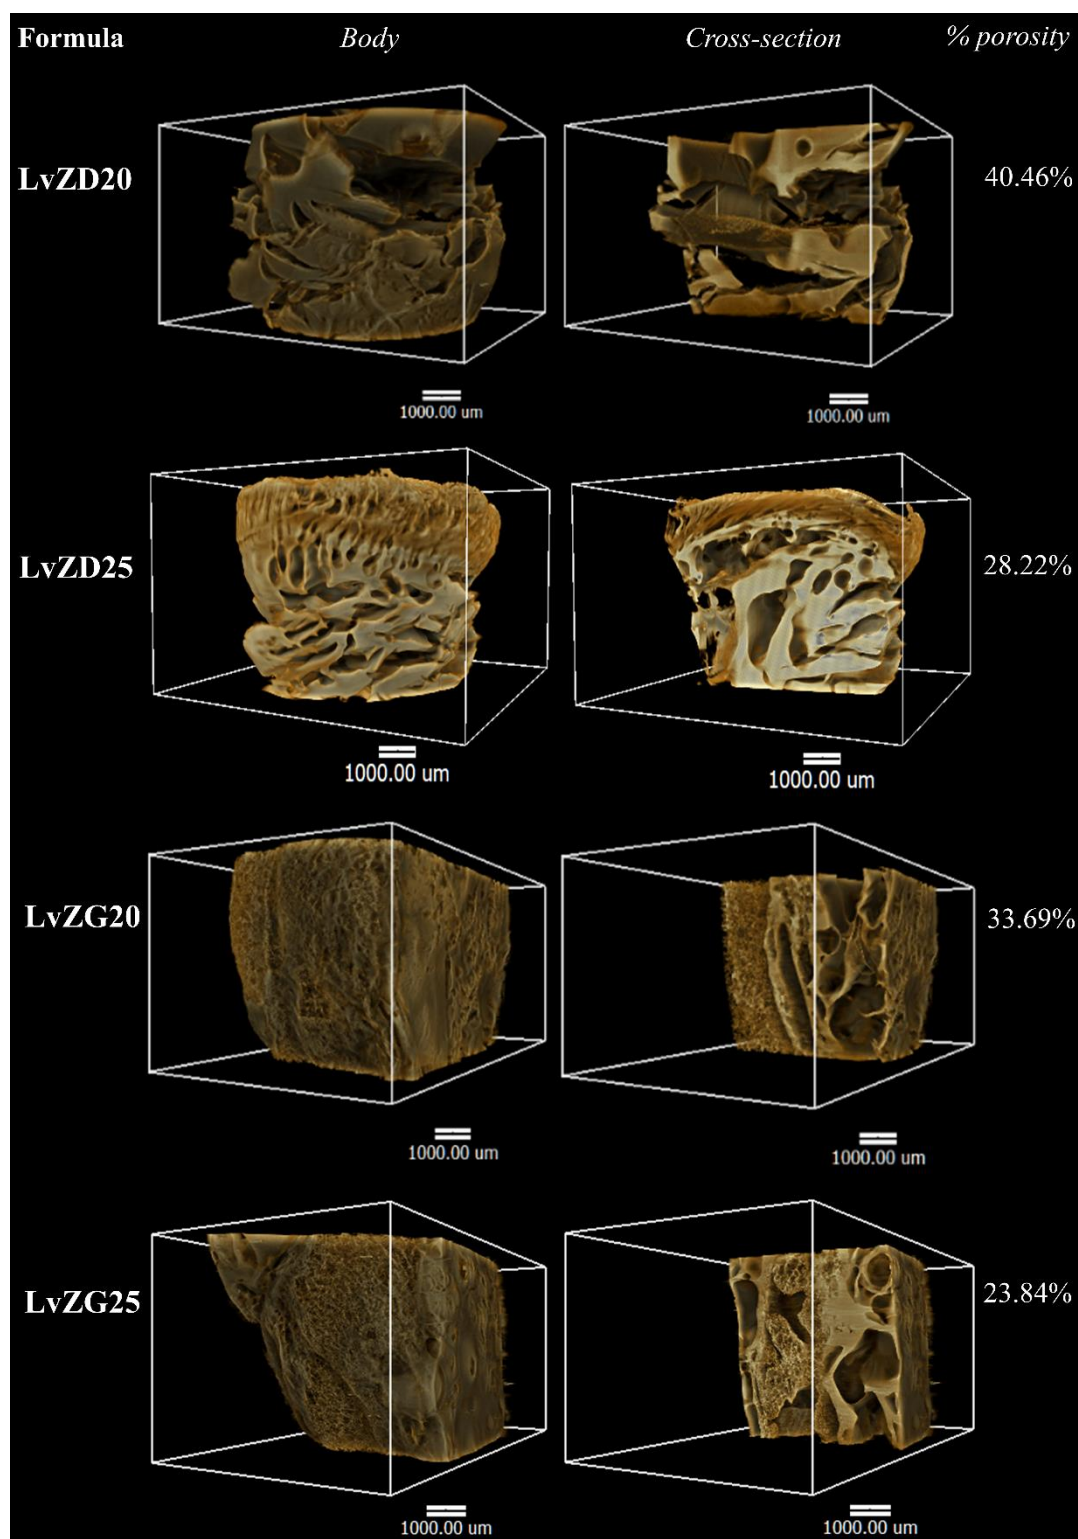 Formula Body Cross-section % porosity
LvZD20 40.46%
1000.00 um 1000.00 um
LvZD25 28.22%
1000.00 um 1000.00 um
LvZG20 33.69%
1000.00 um 1000.00 um
LvZG25 23.84%
1000.00 um 1000.00 um